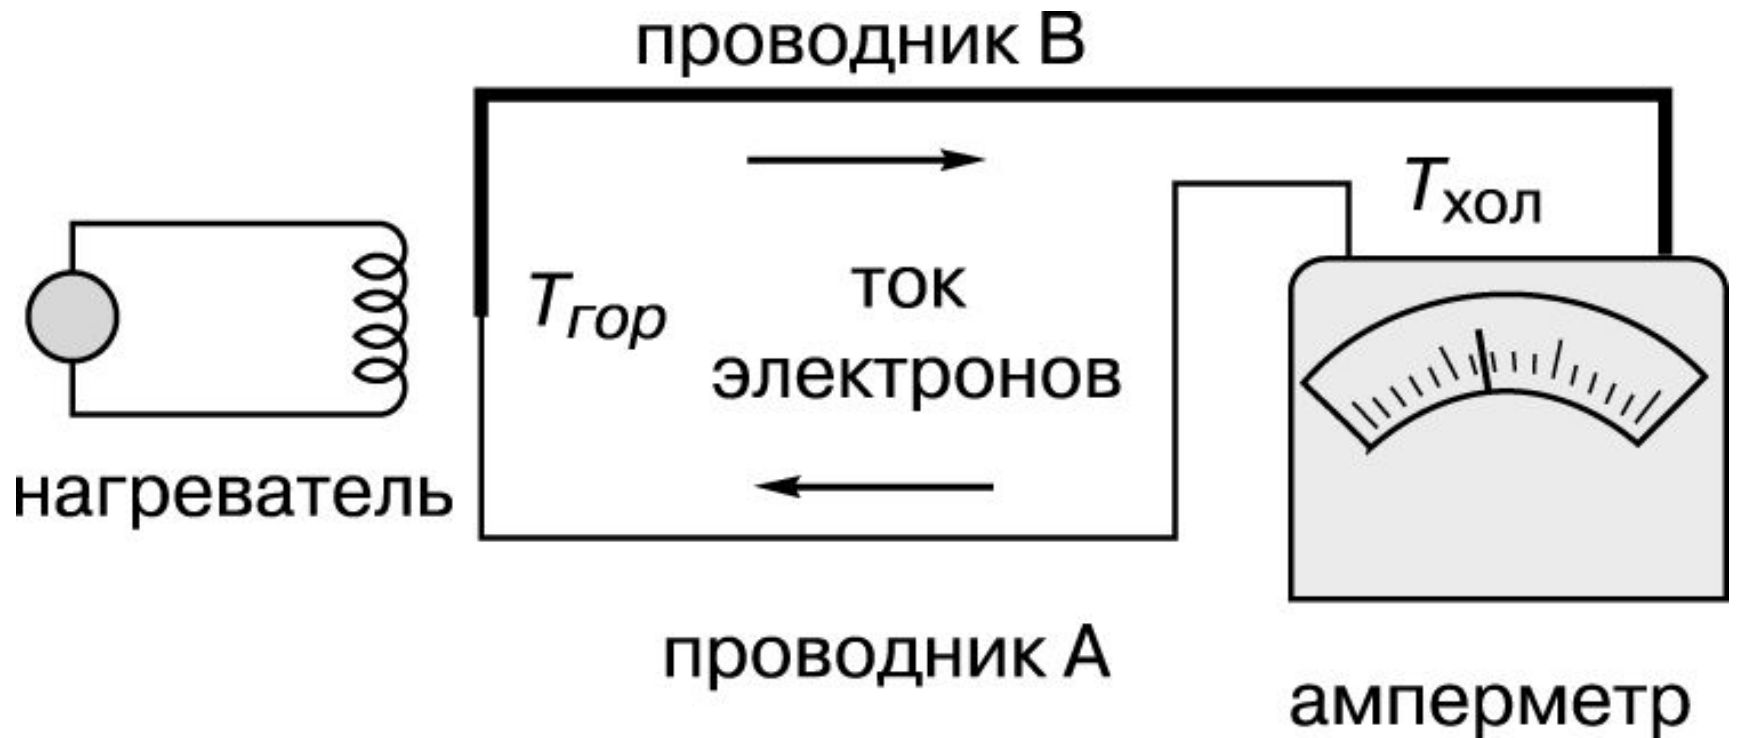 проводник В
Tхол
Tгор
ток
электронов
нагреватель
проводник А
амперметр